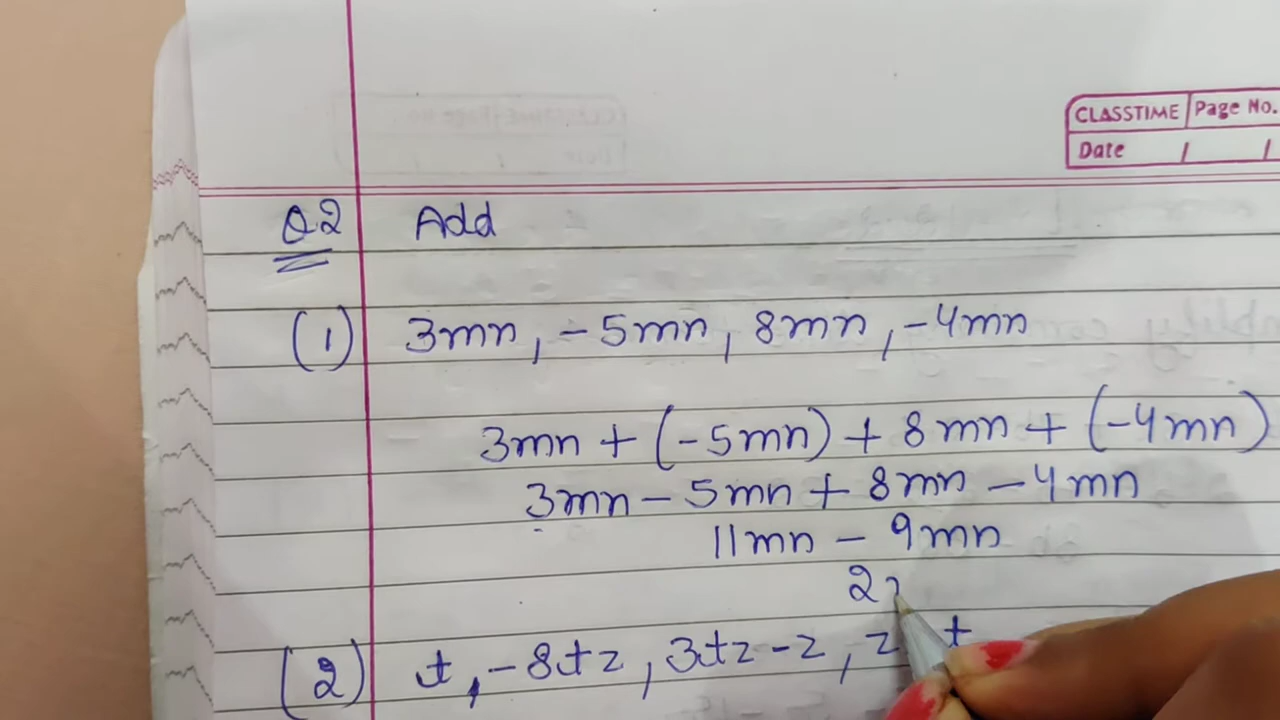 CLASSTIME Page No.
Date / /
Q2 Add
(1) 3mn, -5mn, 8mn, -4mn
3mn + (-5mn) + 8mn + (-4mn)
3mn - 5mn + 8mn - 4mn
11mn - 9mn
2
(2) t, -8tz, 3tz-z, z t